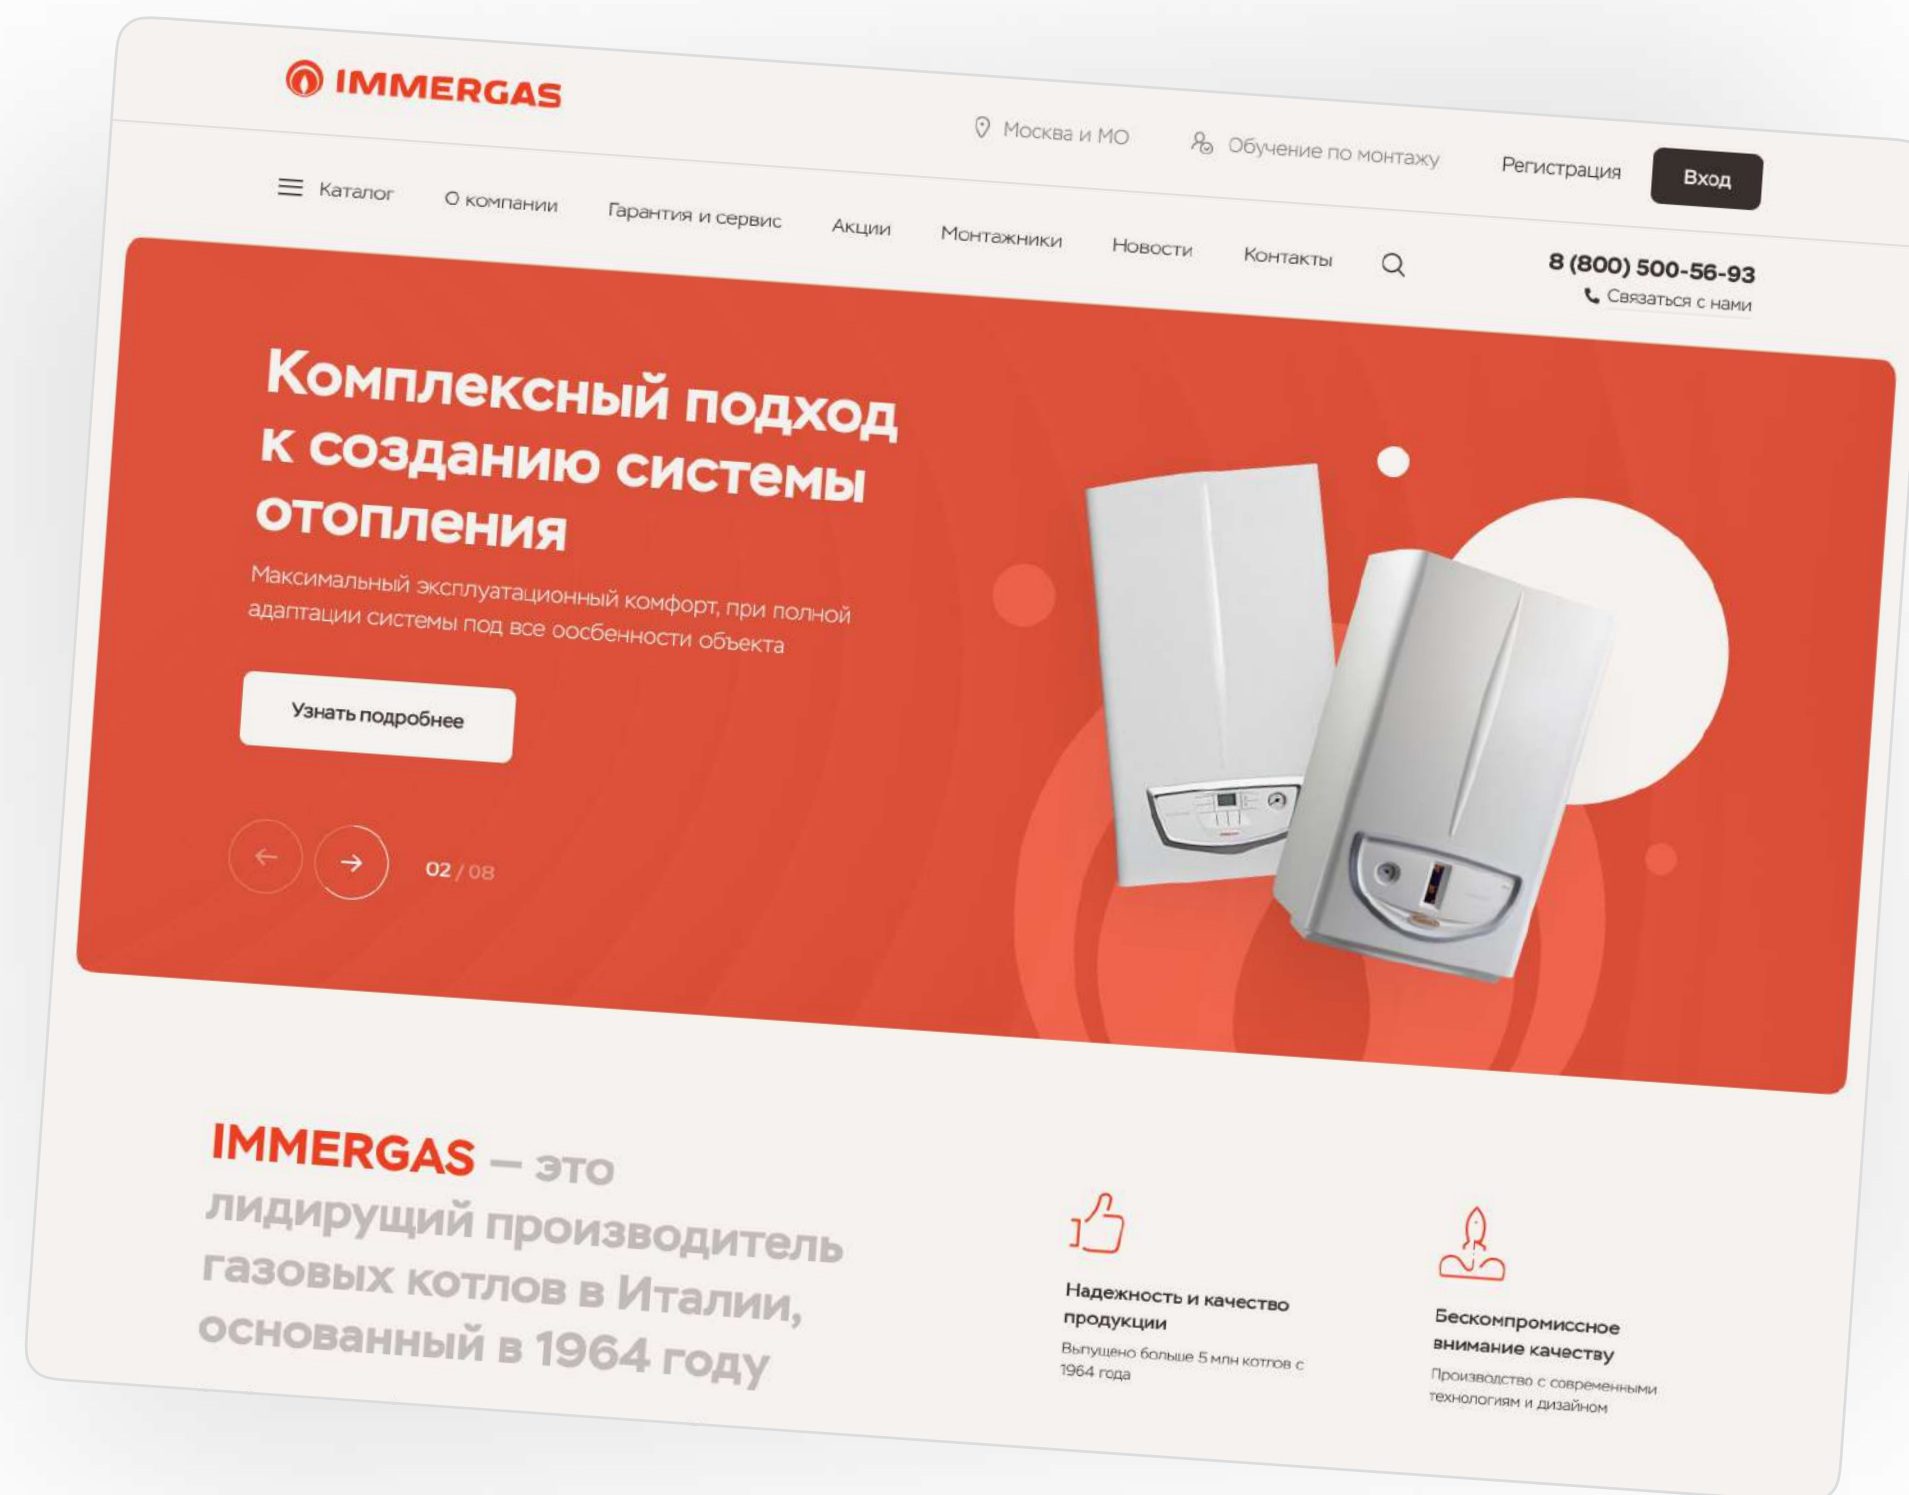 IMMERGAS
Москва и МО
Обучение по монтажу
Регистрация
Вход
Каталог
О компании
Гарантия и сервис
Акции
Монтажники
Новости
Контакты
8 (800) 500-56-93
Связаться с нами
Комплексный подход
к созданию системы
отопления
Максимальный эксплуатационный комфорт, при полной
адаптации системы под все оосбенности объекта
Узнать подробнее
02 / 08
IMMERGAS — это
лидирущий производитель
газовых котлов в Италии,
основанный в 1964 году
Надежность и качество
продукции
Выпущено больше 5 млн котлов с
1964 года
Бескомпромиссное
внимание качеству
Производство с современными
технологиям и дизайном